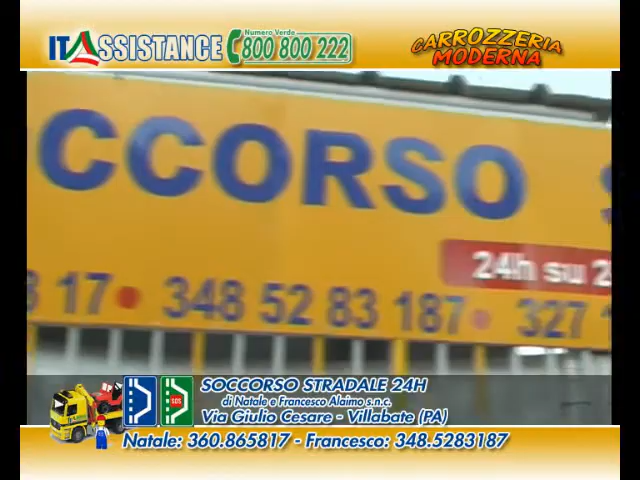 ITASSISTANCE Numero Verde 800 800 222
CARROZZERIA
MODERNA
CCORSO
24h su 2
17 • 348 52 83 187 • 327
SOCCORSO STRADALE 24H
di Natale e Francesco Alaimo s.n.c.
Via Giulio Cesare - Villabate (PA)
SOS
Natale: 360.865817 - Francesco: 348.5283187